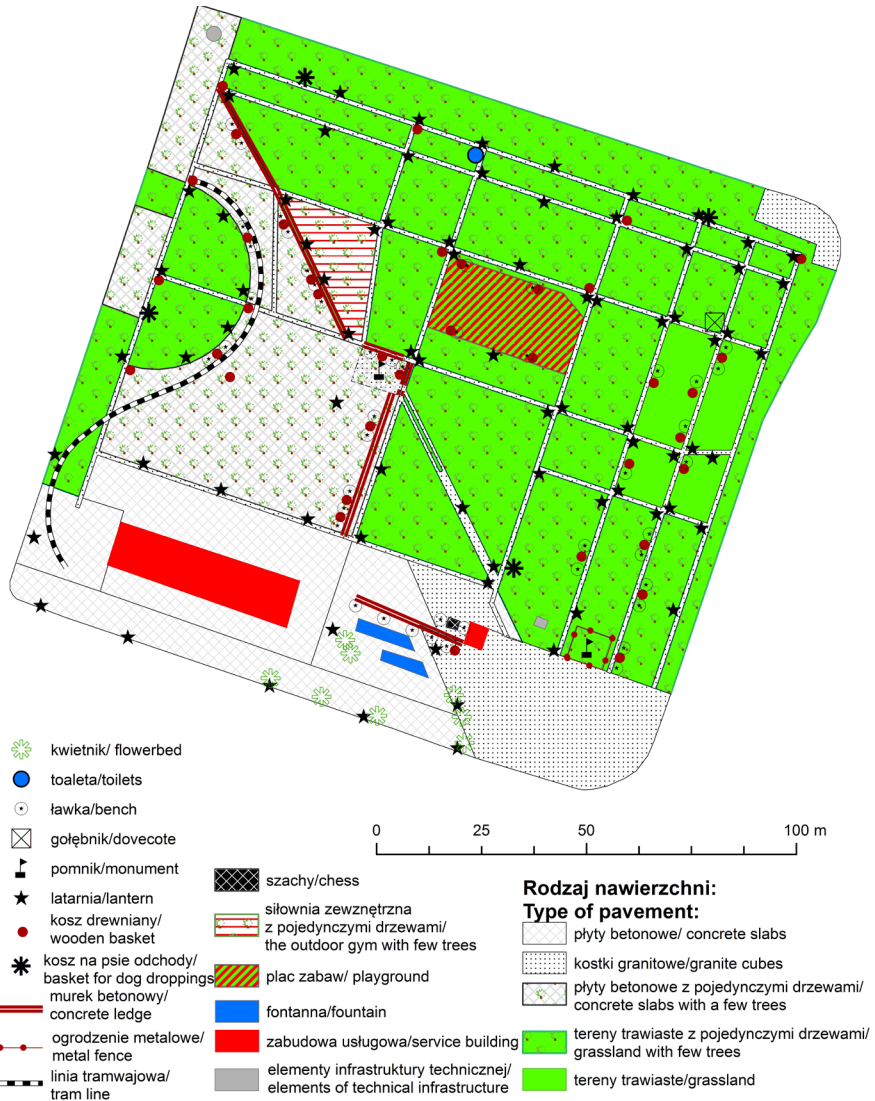 kwietnik/ flowerbed
toaleta/toilets
ławka/bench
gołębnik/dovecote
pomnik/monument
latarnia/lantern
kosz drewniany/
wooden basket
kosz na psie odchody/
basket for dog droppings
murek betonowy/
concrete ledge
ogrodzenie metalowe/
metal fence
linia tramwajowa/
tram line
0 25 50 100 m
szachy/chess
siłownia zewznętrzna
z pojedynczymi drzewami/
the outdoor gym with few trees
plac zabaw/ playground
fontanna/fountain
zabudowa usługowa/service building
elementy infrastruktury technicznej/
elements of technical infrastructure
Rodzaj nawierzchni:
Type of pavement:
płyty betonowe/ concrete slabs
kostki granitowe/granite cubes
płyty betonowe z pojedynczymi drzewami/
concrete slabs with a few trees
tereny trawiaste z pojedynczymi drzewami/
grassland with few trees
tereny trawiaste/grassland